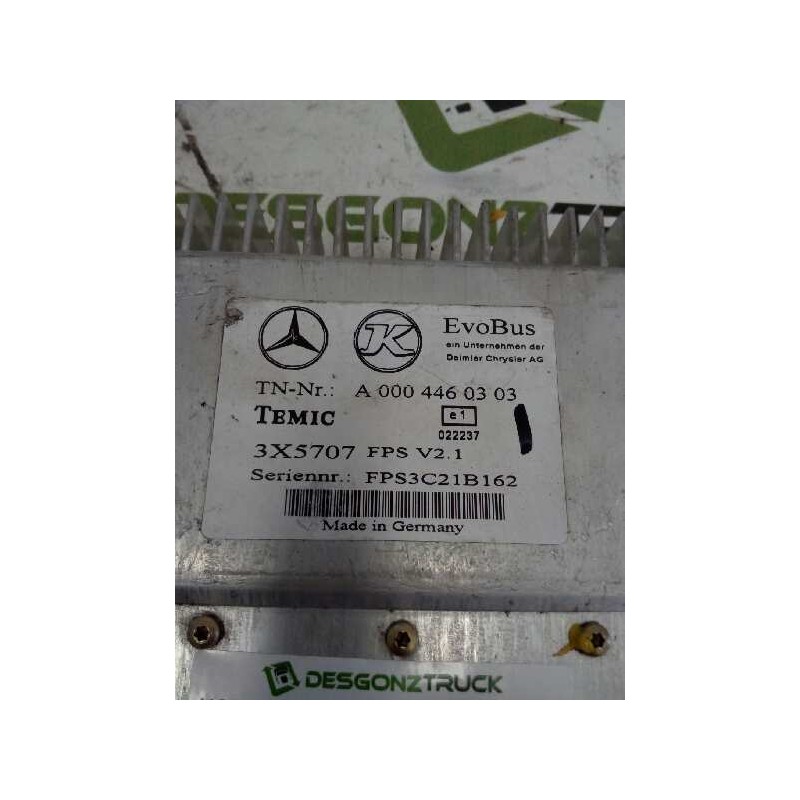 DESGONZTR
EvoBus
ein Unternehmen der
Daimler Chrysler AG
K
TN-Nr.: A 000 446 03 03
TEMIC
e1
022237
3X5707 FPS V2.1
Seriennr.: FPS3C21B162
Made in Germany
DESGONZTRUCK